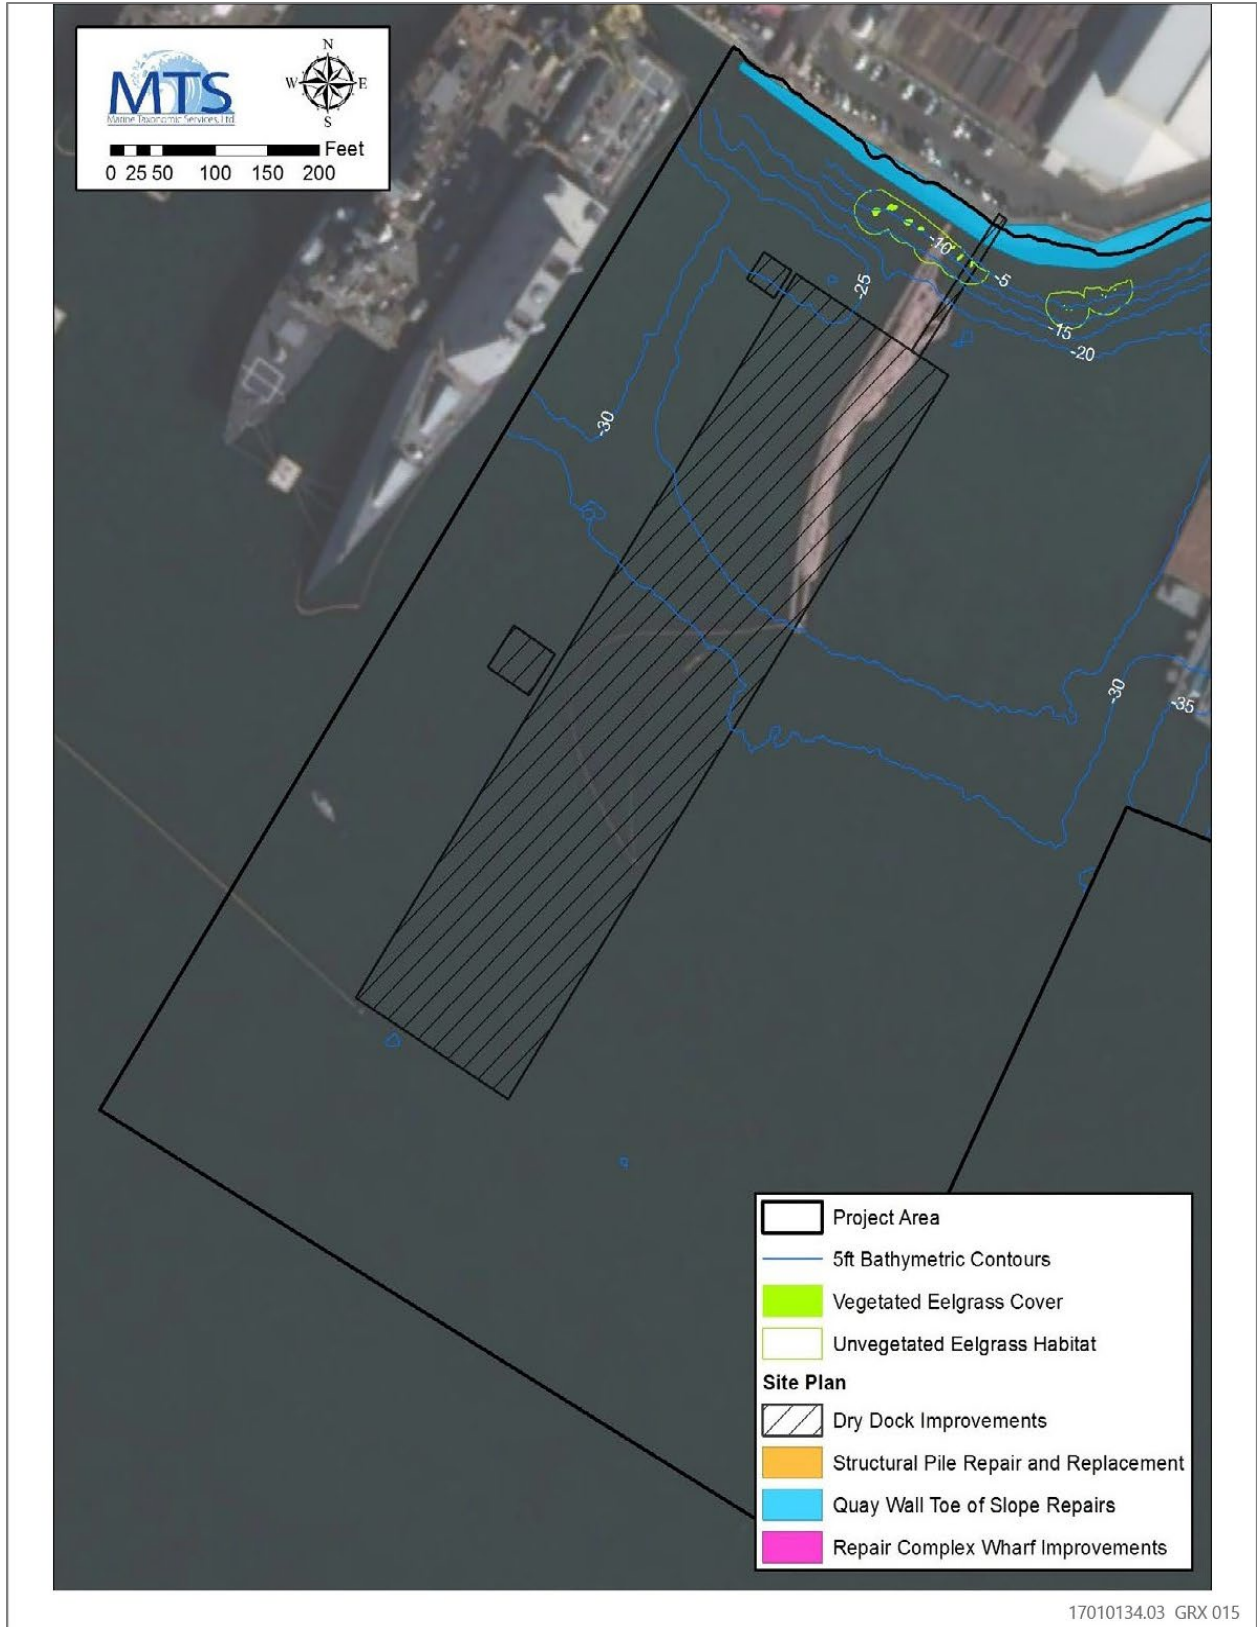 MTS
Marine Taxonomic Services, Ltd
N
W E
S
Feet
0 25 50 100 150 200
-10
-5
-25
-15
-20
-30
-30
-35
Project Area
5ft Bathymetric Contours
Vegetated Eelgrass Cover
Unvegetated Eelgrass Habitat
Site Plan
Dry Dock Improvements
Structural Pile Repair and Replacement
Quay Wall Toe of Slope Repairs
Repair Complex Wharf Improvements
17010134.03 GRX 015